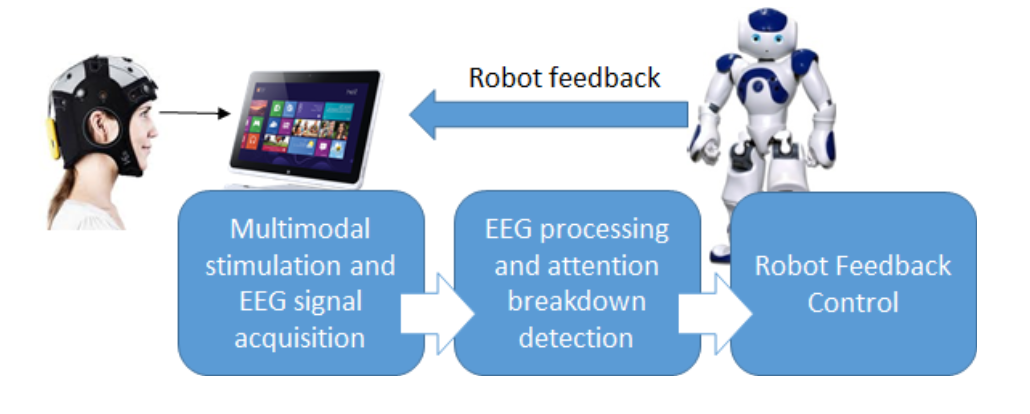 Robot feedback
Multimodal
stimulation and
EEG signal
acquisition
EEG processing
and attention
breakdown
detection
Robot Feedback
Control